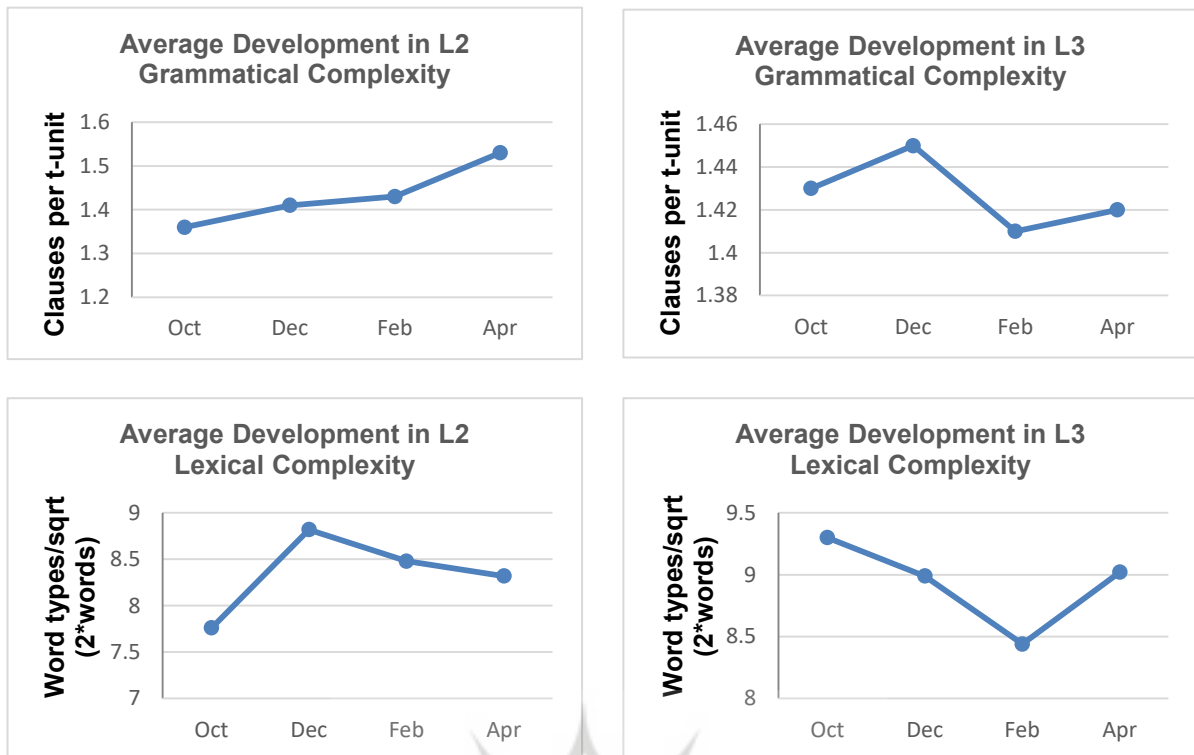 Average Development in L2
Grammatical Complexity
Clauses per t-unit
1.6
1.5
1.4
1.3
1.2
Oct Dec Feb Apr
Average Development in L3
Grammatical Complexity
Clauses per t-unit
1.46
1.44
1.42
1.4
1.38
Oct Dec Feb Apr
Average Development in L2
Lexical Complexity
Word types/sqrt
(2*words)
9
8.5
8
7.5
7
Oct Dec Feb Apr
Average Development in L3
Lexical Complexity
Word types/sqrt
(2*words)
9.5
9
8.5
8
Oct Dec Feb Apr